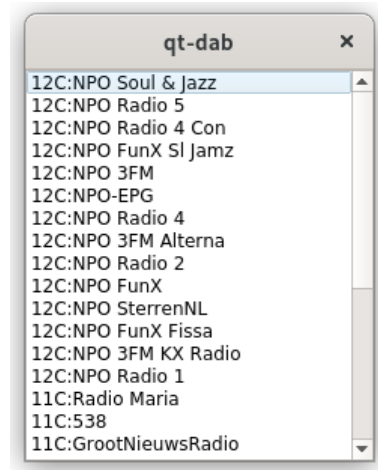 qt-dab
12C:NPO Soul & Jazz
12C:NPO Radio 5
12C:NPO Radio 4 Con
12C:NPO FunX Sl Jamz
12C:NPO 3FM
12C:NPO-EPG
12C:NPO Radio 4
12C:NPO 3FM Alterna
12C:NPO Radio 2
12C:NPO FunX
12C:NPO SterrenNL
12C:NPO FunX Fissa
12C:NPO 3FM KX Radio
12C:NPO Radio 1
11C:Radio Maria
11C:538
11C:GrootNieuwsRadio